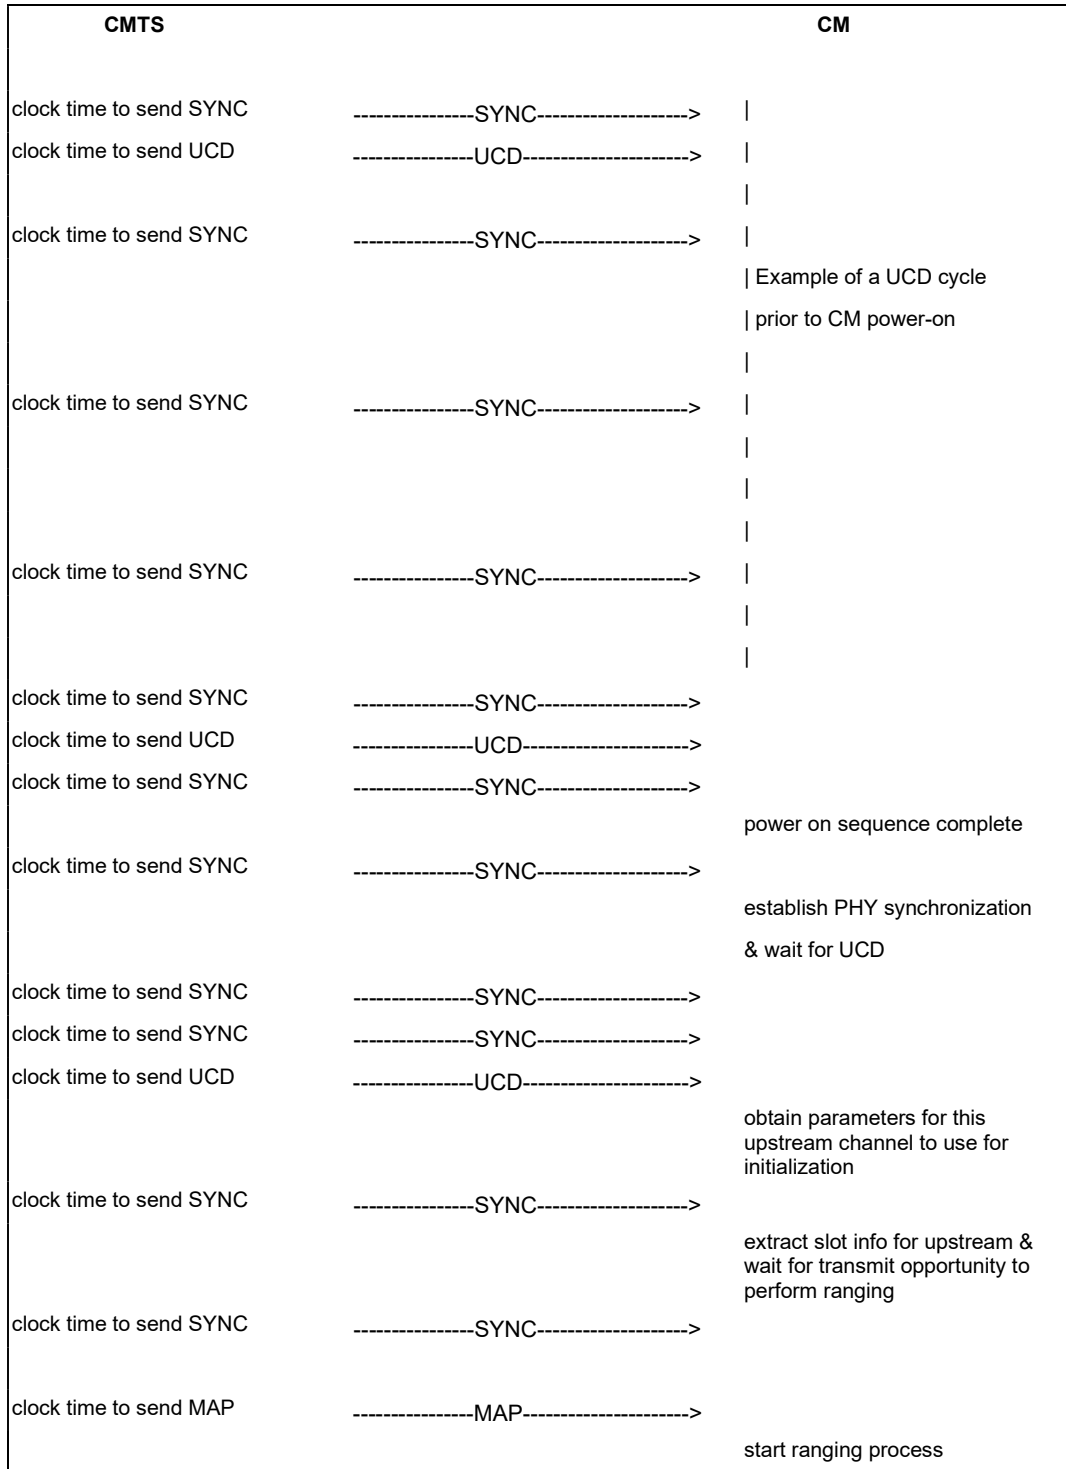 CMTS CM
clock time to send SYNC ----------------SYNC--------------------> |
clock time to send UCD ----------------UCD----------------------> |
|
clock time to send SYNC ----------------SYNC--------------------> |
| Example of a UCD cycle
| prior to CM power-on
|
clock time to send SYNC ----------------SYNC--------------------> |
|
|
|
clock time to send SYNC ----------------SYNC--------------------> |
|
|
clock time to send SYNC ----------------SYNC-------------------->
clock time to send UCD ----------------UCD---------------------->
clock time to send SYNC ----------------SYNC-------------------->
power on sequence complete
clock time to send SYNC ----------------SYNC-------------------->
establish PHY synchronization
& wait for UCD
clock time to send SYNC ----------------SYNC-------------------->
clock time to send SYNC ----------------SYNC-------------------->
clock time to send UCD ----------------UCD---------------------->
obtain parameters for this
upstream channel to use for
initialization
clock time to send SYNC ----------------SYNC-------------------->
extract slot info for upstream &
wait for transmit opportunity to
perform ranging
clock time to send SYNC ----------------SYNC-------------------->
clock time to send MAP ----------------MAP---------------------->
start ranging process